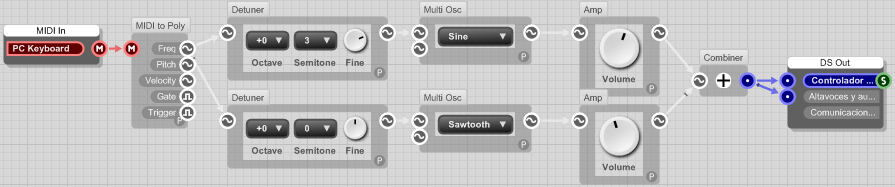 MIDI In
PC Keyboard
M
M
MIDI to Poly
Freq
Pitch
Velocity
Gate
Trigger
P
Detuner
+0
3
Octave
Semitone
Fine
P
Multi Osc
Sine
P
Amp
Volume
P
Detuner
+0
0
Octave
Semitone
Fine
P
Multi Osc
Sawtooth
P
Amp
Volume
P
Combiner
+
DS Out
Controlador ...
S
Altavoces y au...
Comunicacion...